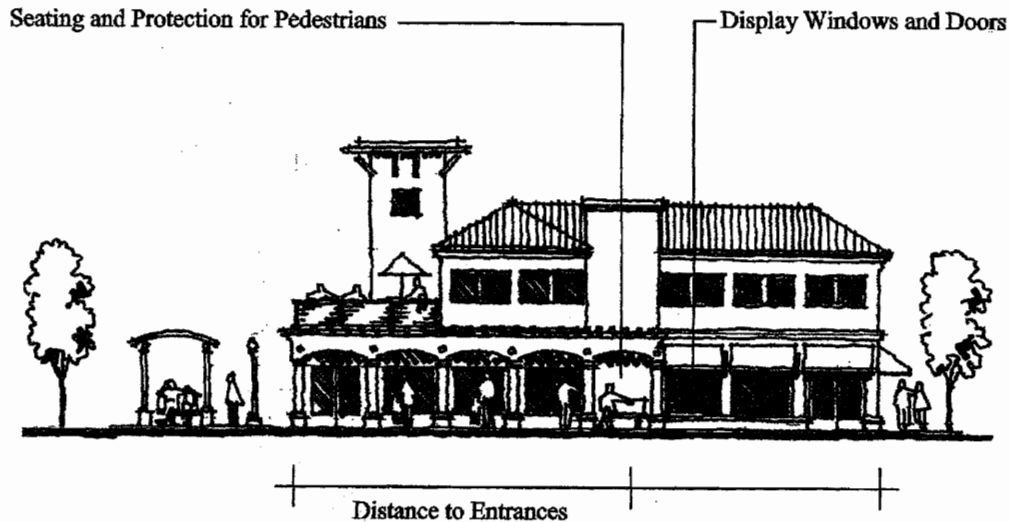 Seating and Protection for Pedestrians
Display Windows and Doors
Distance to Entrances